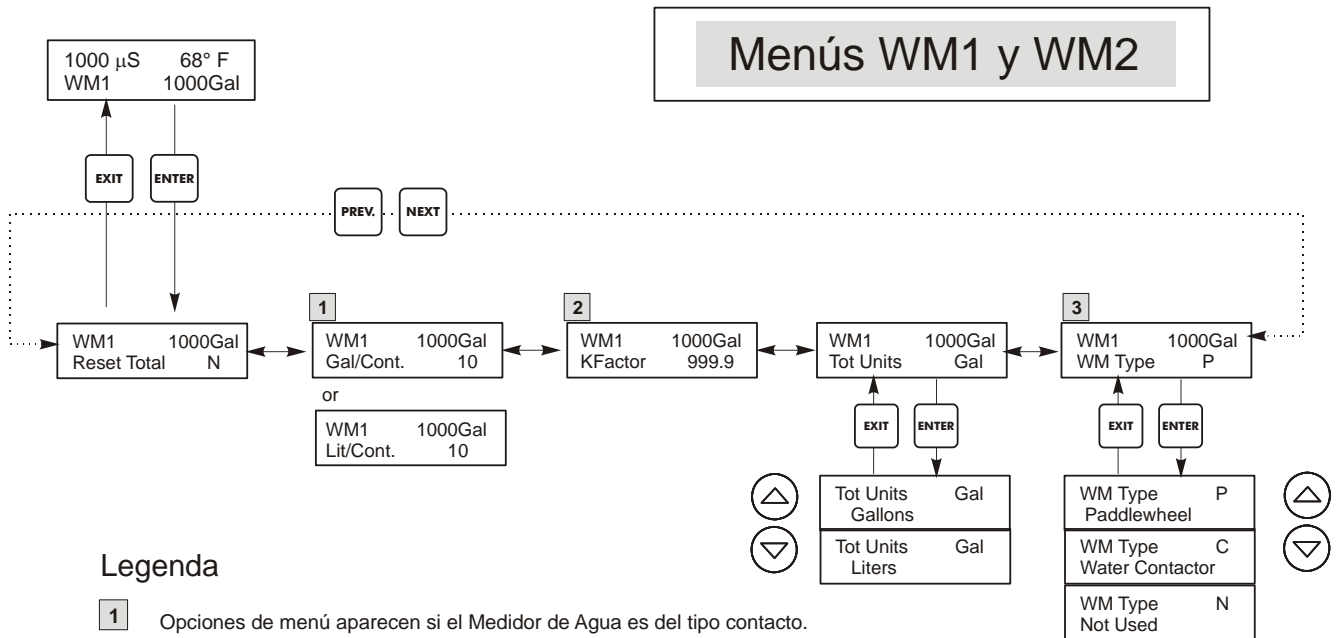 Menús WM1 y WM2
1000 μS 68° F
WM1 1000Gal
EXIT ENTER
PREV. NEXT
1
2
3
WM1 1000Gal
Reset Total N
WM1 1000Gal
Gal/Cont. 10
or
WM1 1000Gal
Lit/Cont. 10
WM1 1000Gal
KFactor 999.9
WM1 1000Gal
Tot Units Gal
EXIT ENTER
Tot Units Gal
Gallons
Tot Units Gal
Liters
WM1 1000Gal
WM Type P
EXIT ENTER
WM Type P
Paddlewheel
WM Type C
Water Contactor
WM Type N
Not Used
Legenda
1 Opciones de menú aparecen si el Medidor de Agua es del tipo contacto.